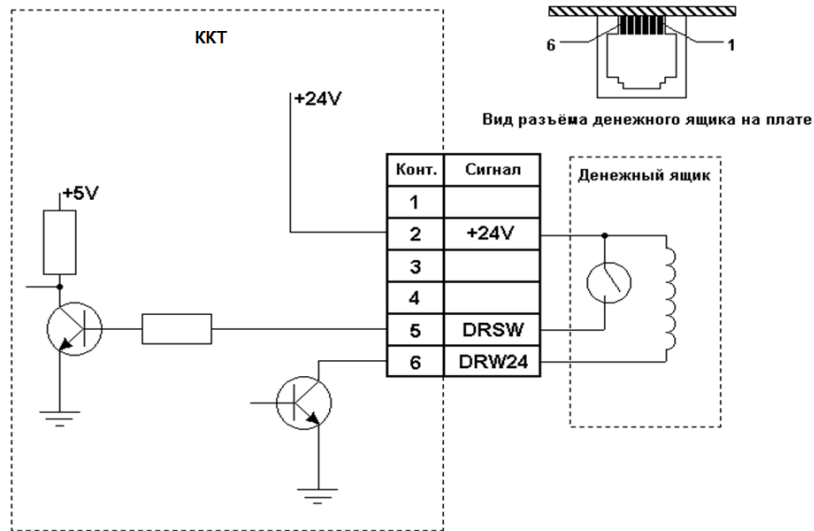 ККТ
6
1
Вид разъёма денежного ящика на плате
+24V
+5V
Конт. Сигнал
1
2 +24V
3
4
5 DRSW
6 DRW24
Денежный ящик